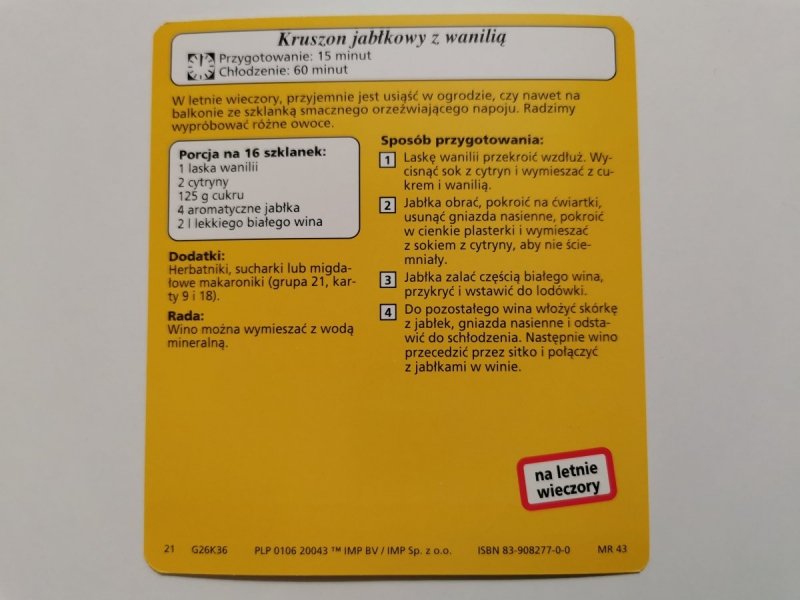 Kruszon jabłkowy z wanilią
Przygotowanie: 15 minut
Chłodzenie: 60 minut
W letnie wieczory, przyjemnie jest usiąść w ogrodzie, czy nawet na
balkonie ze szklanką smacznego orzeźwiającego napoju. Radzimy
wypróbować różne owoce.
Porcja na 16 szklanek:
1 laska wanilii
2 cytryny
125 g cukru
4 aromatyczne jabłka
2 l lekkiego białego wina
Dodatki:
Herbatniki, sucharki lub migda-
łowe makaroniki (grupa 21, kar-
ty 9 i 18).
Rada:
Wino można wymieszać z wodą
mineralną.
Sposób przygotowania:
1 Laskę wanilii przekroić wzdłuż. Wy-
cisnąć sok z cytryn i wymieszać z cu-
krem i wanilią.
2 Jabłka obrać, pokroić na ćwiartki,
usunąć gniazda nasienne, pokroić
w cienkie plasterki i wymieszać
z sokiem z cytryny, aby nie ście-
mniały.
3 Jabłka zalać częścią białego wina,
przykryć i wstawić do lodówki.
4 Do pozostałego wina włożyć skórkę
z jabłek, gniazda nasienne i odsta-
wić do schłodzenia. Następnie wino
przecedzić przez sitko i połączyć
z jabłkami w winie.
na letnie
wieczory
21 G26K36 PLP 0106 20043 ™ IMP BV / IMP Sp. z o.o. ISBN 83-908277-0-0 MR 43